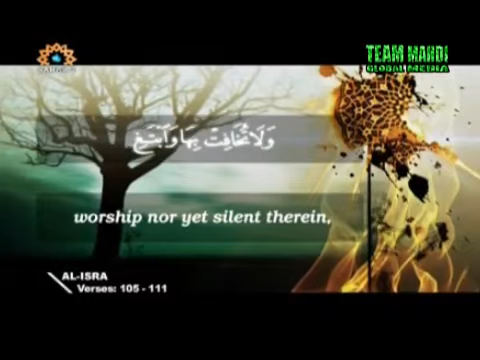 TEAM MAHDI
GLOBAL MEDIA
وَلَا تُخَافِتْ بِهَا وَابْتَغِ
worship nor yet silent therein,
AL-ISRA
Verses: 105 - 111